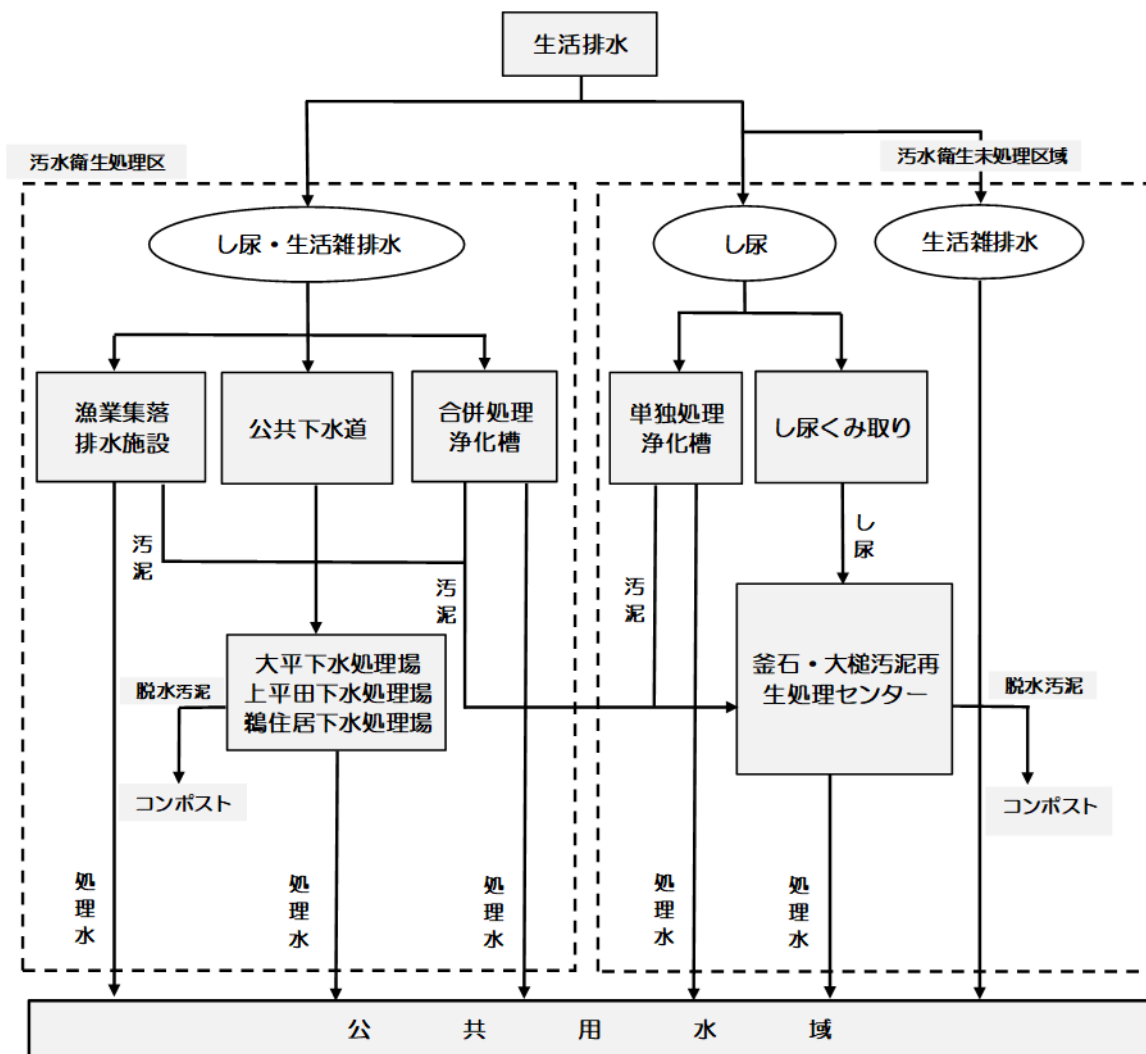 生活排水
汚水衛生処理区
汚水衛生未処理区域
し尿・生活雑排水
し尿
生活雑排水
漁業集落
排水施設
公共下水道
合併処理
浄化槽
単独処理
浄化槽
し尿くみ取り
汚泥
汚泥
汚泥
し尿
大平下水処理場
上平田下水処理場
鵜住居下水処理場
脱水汚泥
コンポスト
釜石・大槌汚泥再
生処理センター
脱水汚泥
コンポスト
処理水
処理水
処理水
処理水
処理水
公共用水域